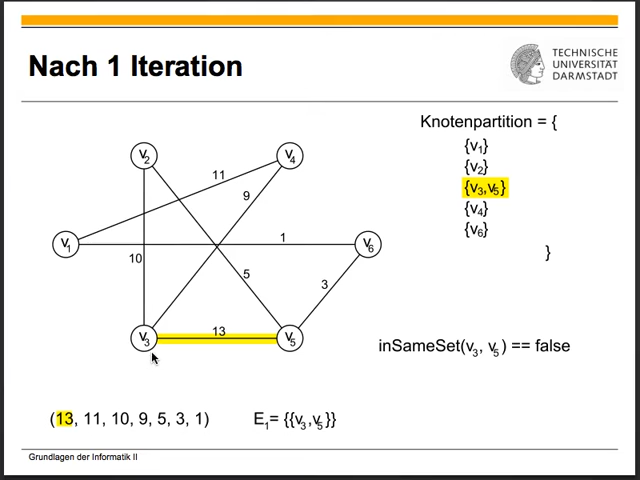 Nach 1 Iteration
TECHNISCHE
UNIVERSITÄT
DARMSTADT
Knotenpartition = {
{v1}
{v2}
{v3,v5}
{v4}
{v6}
}
v2
v4
11
9
v1
1
v6
10
5
3
v3
13
v5
inSameSet(v3, v5) == false
(13, 11, 10, 9, 5, 3, 1)
E1= {{v3,v5}}
Grundlagen der Informatik II